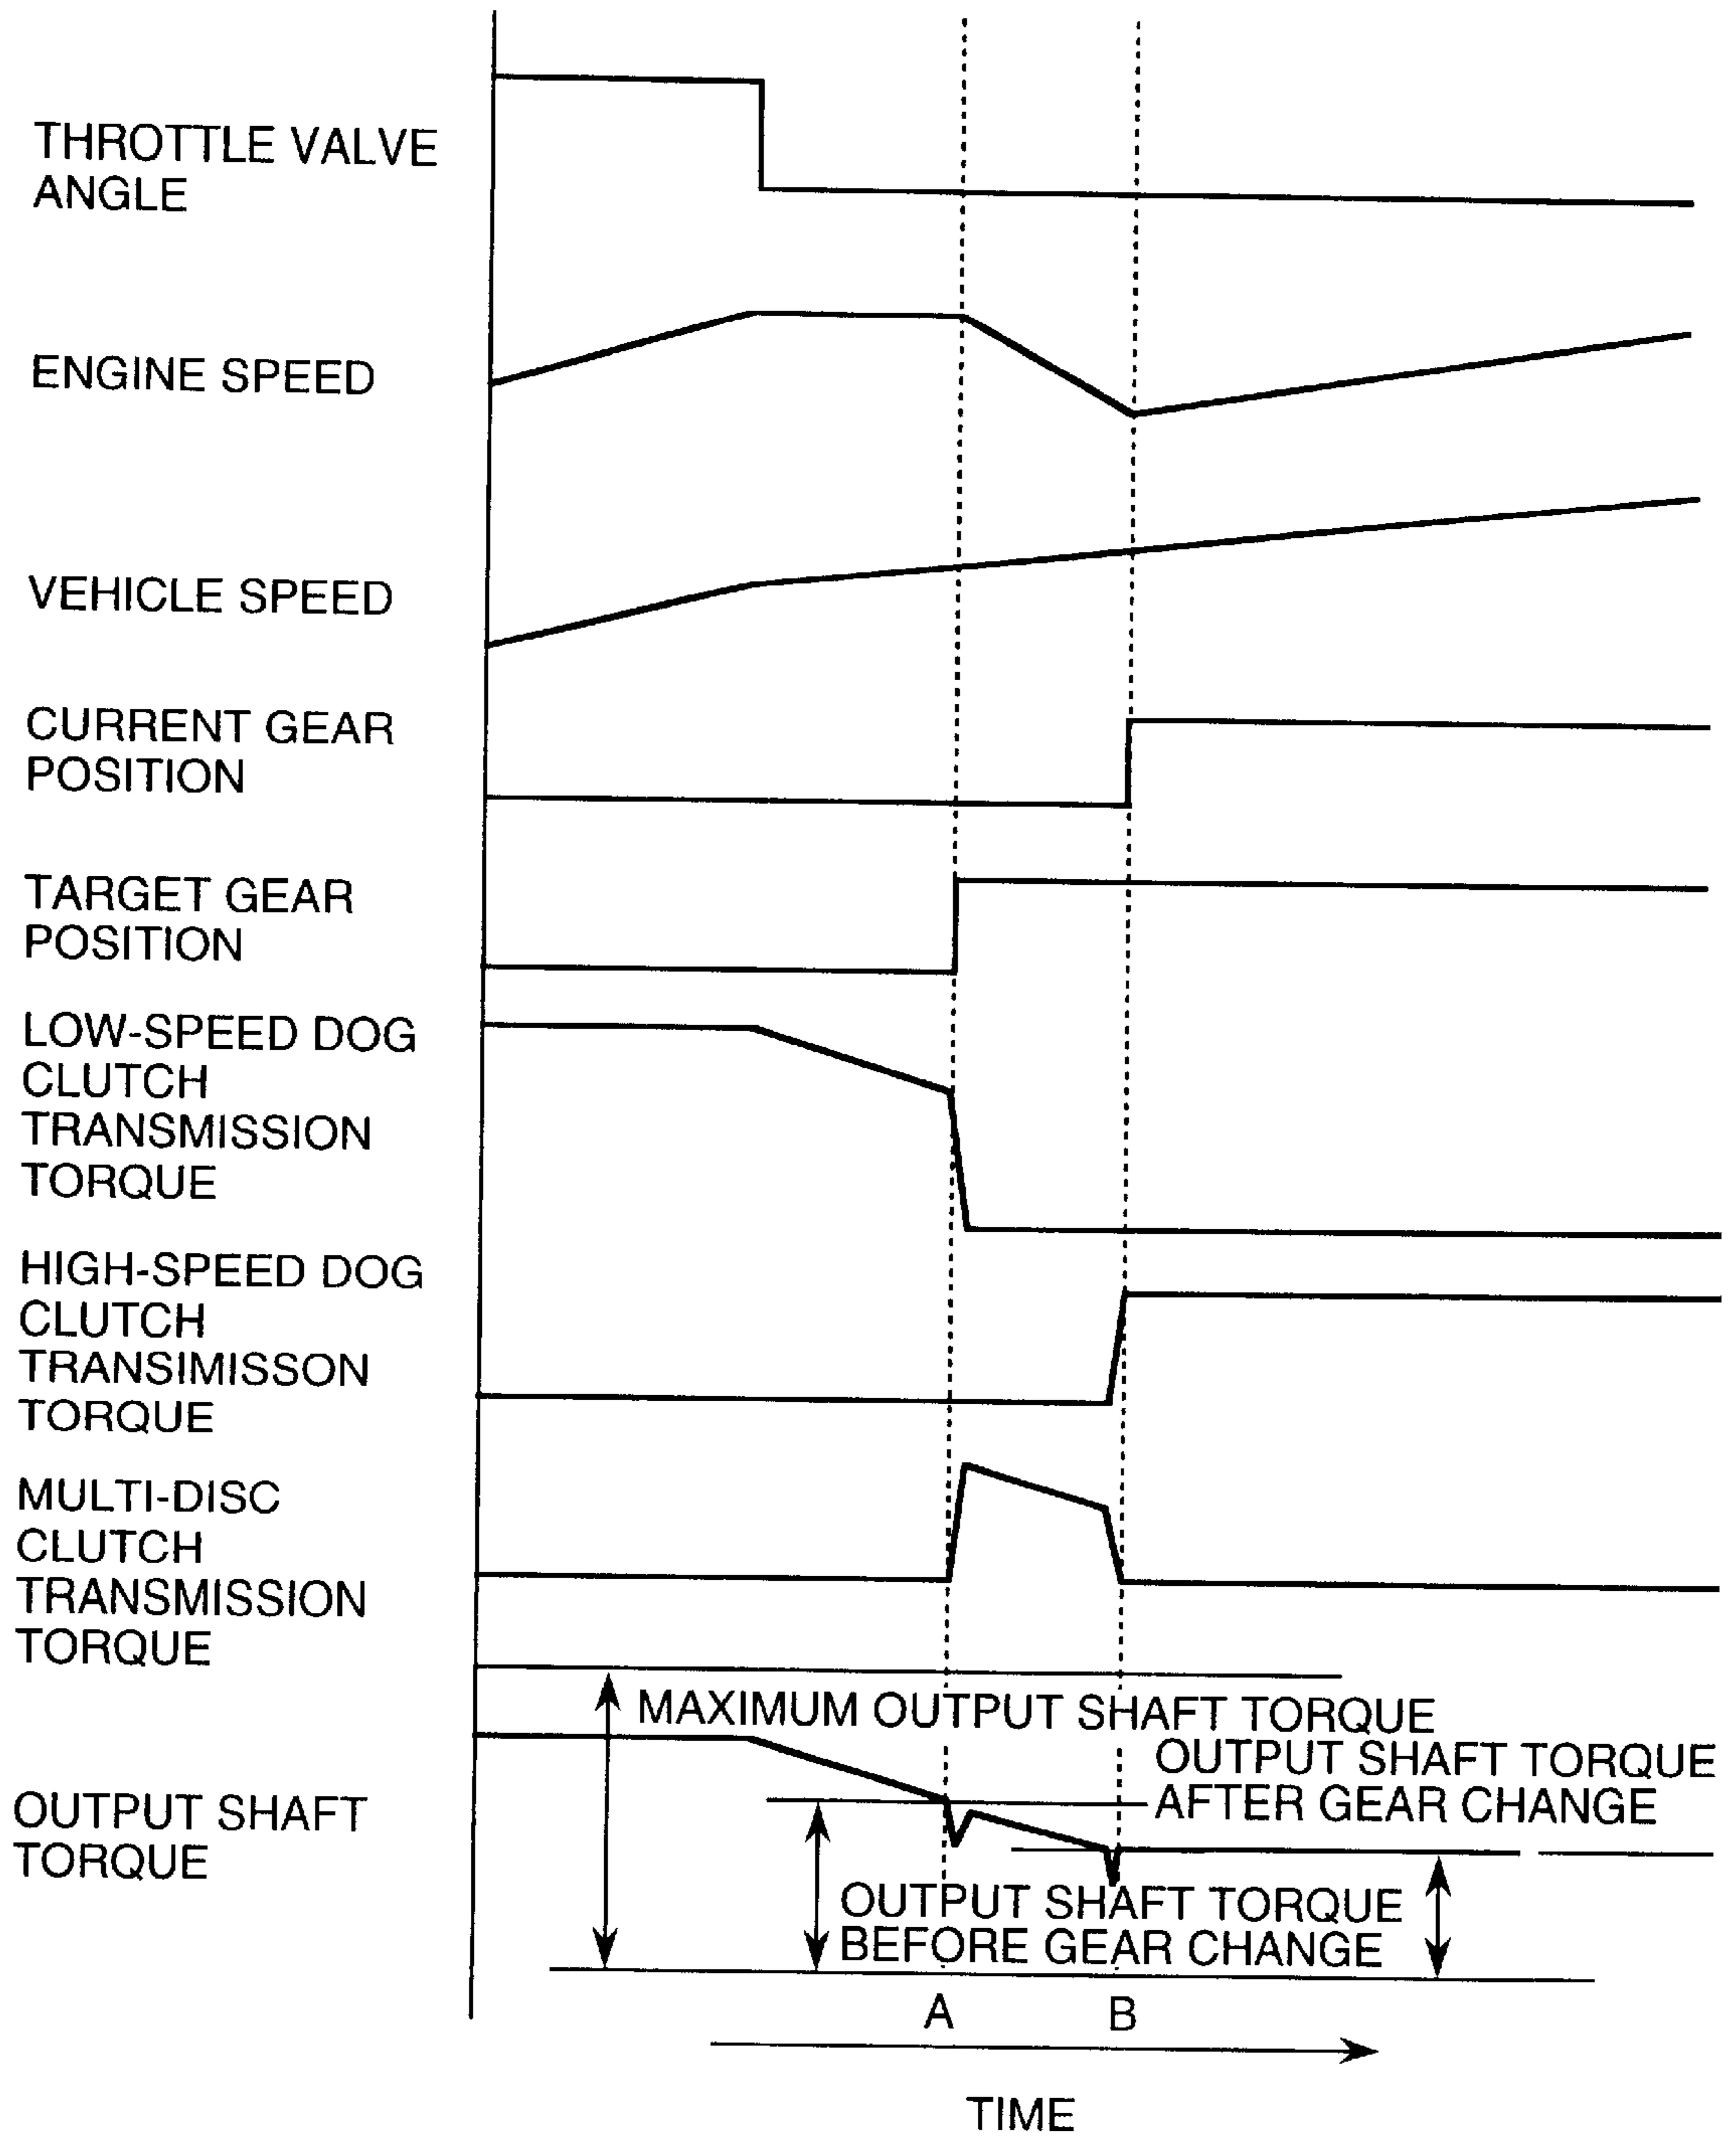 THROTTLE VALVE
ANGLE
ENGINE SPEED
VEHICLE SPEED
CURRENT GEAR
POSITION
TARGET GEAR
POSITION
LOW-SPEED DOG
CLUTCH
TRANSMISSION
TORQUE
HIGH-SPEED DOG
CLUTCH
TRANSIMISSON
TORQUE
MULTI-DISC
CLUTCH
TRANSMISSION
TORQUE
MAXIMUM OUTPUT SHAFT TORQUE
OUTPUT SHAFT TORQUE
AFTER GEAR CHANGE
OUTPUT SHAFT
TORQUE
OUTPUT SHAFT TORQUE
BEFORE GEAR CHANGE
A B
TIME